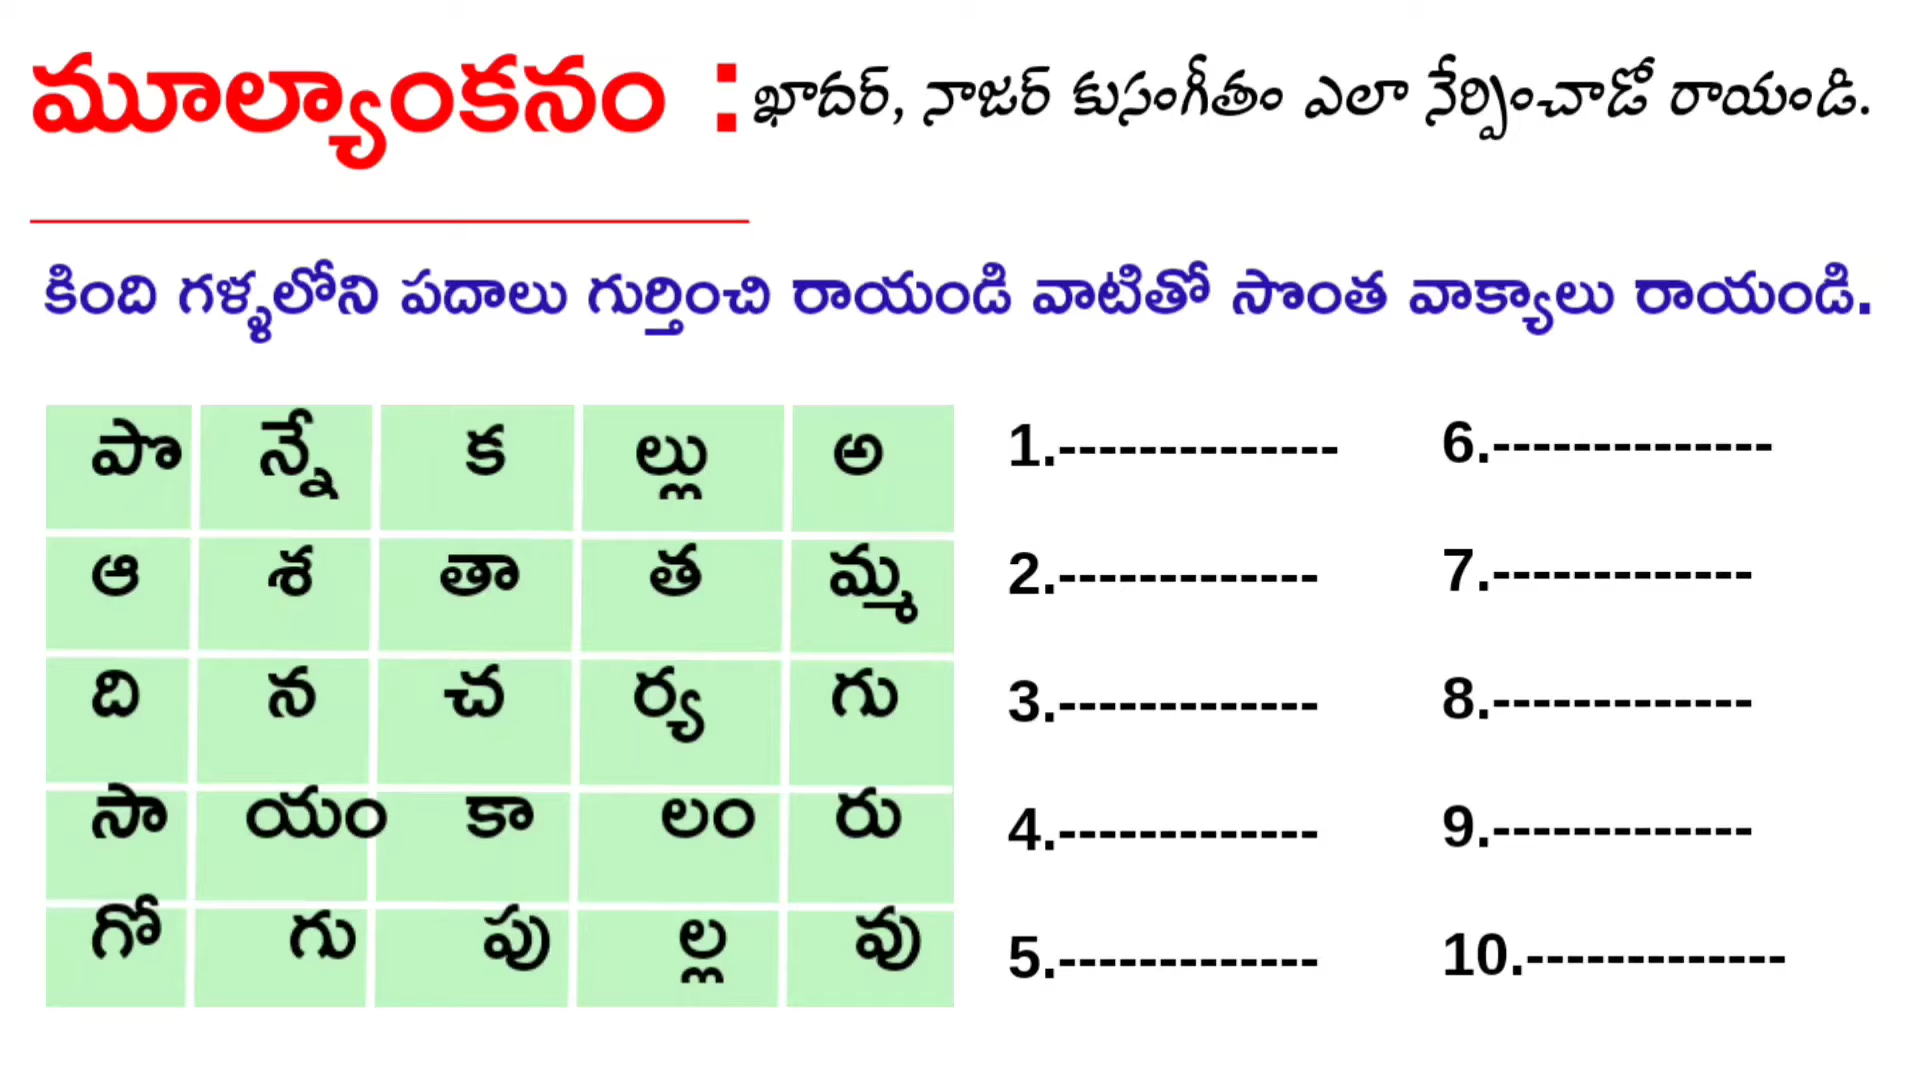 మూల్యాంకనం : ఖాదర్, నాజర్ కుసంగీతం ఎలా నేర్పించాడో రాయండి.
కింది గళ్ళలోని పదాలు గుర్తించి రాయండి వాటితో సొంత వాక్యాలు రాయండి.
పొ న్నే క ల్లు అ
ఆ శ తా త మ్మ
ది న చ ర్య గు
సా యం కా లం రు
గో గు పు ల్ల వు
1.-------------- 6.--------------
2.------------- 7.-------------
3.------------- 8.-------------
4.------------- 9.-------------
5.------------- 10.-------------